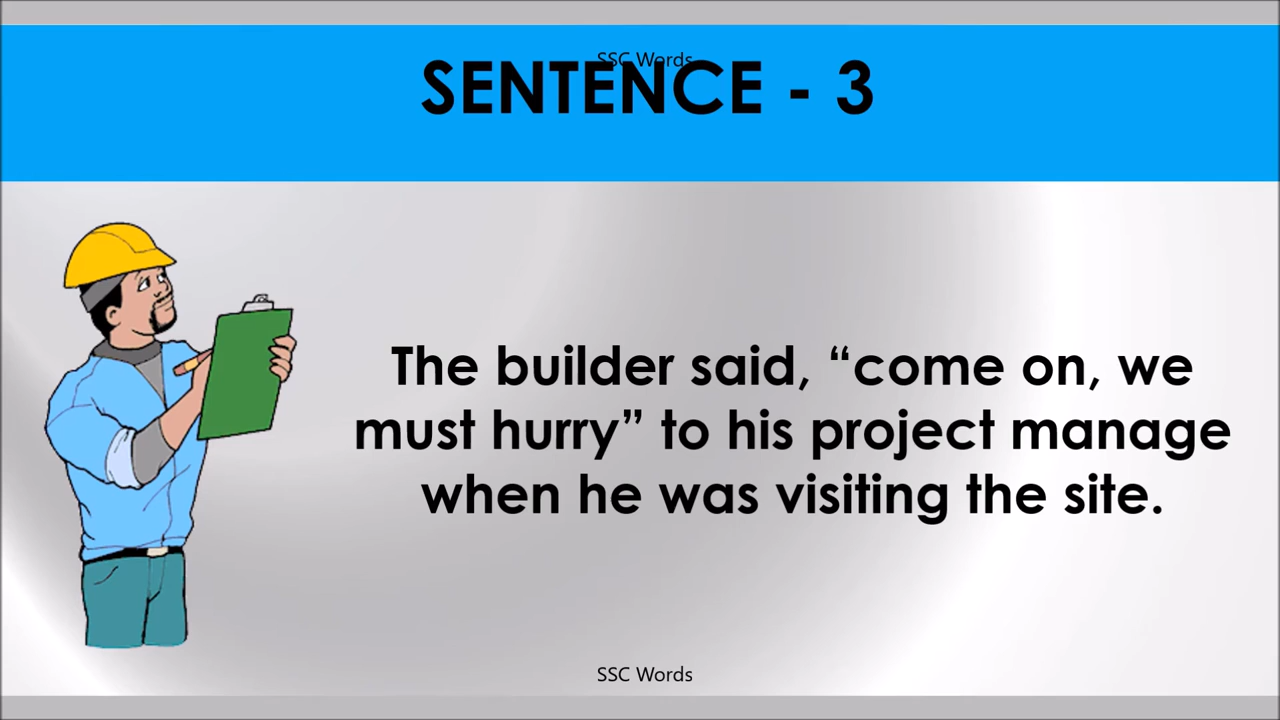 SSC Words
SENTENCE - 3
The builder said, “come on, we
must hurry” to his project manage
when he was visiting the site.
SSC Words